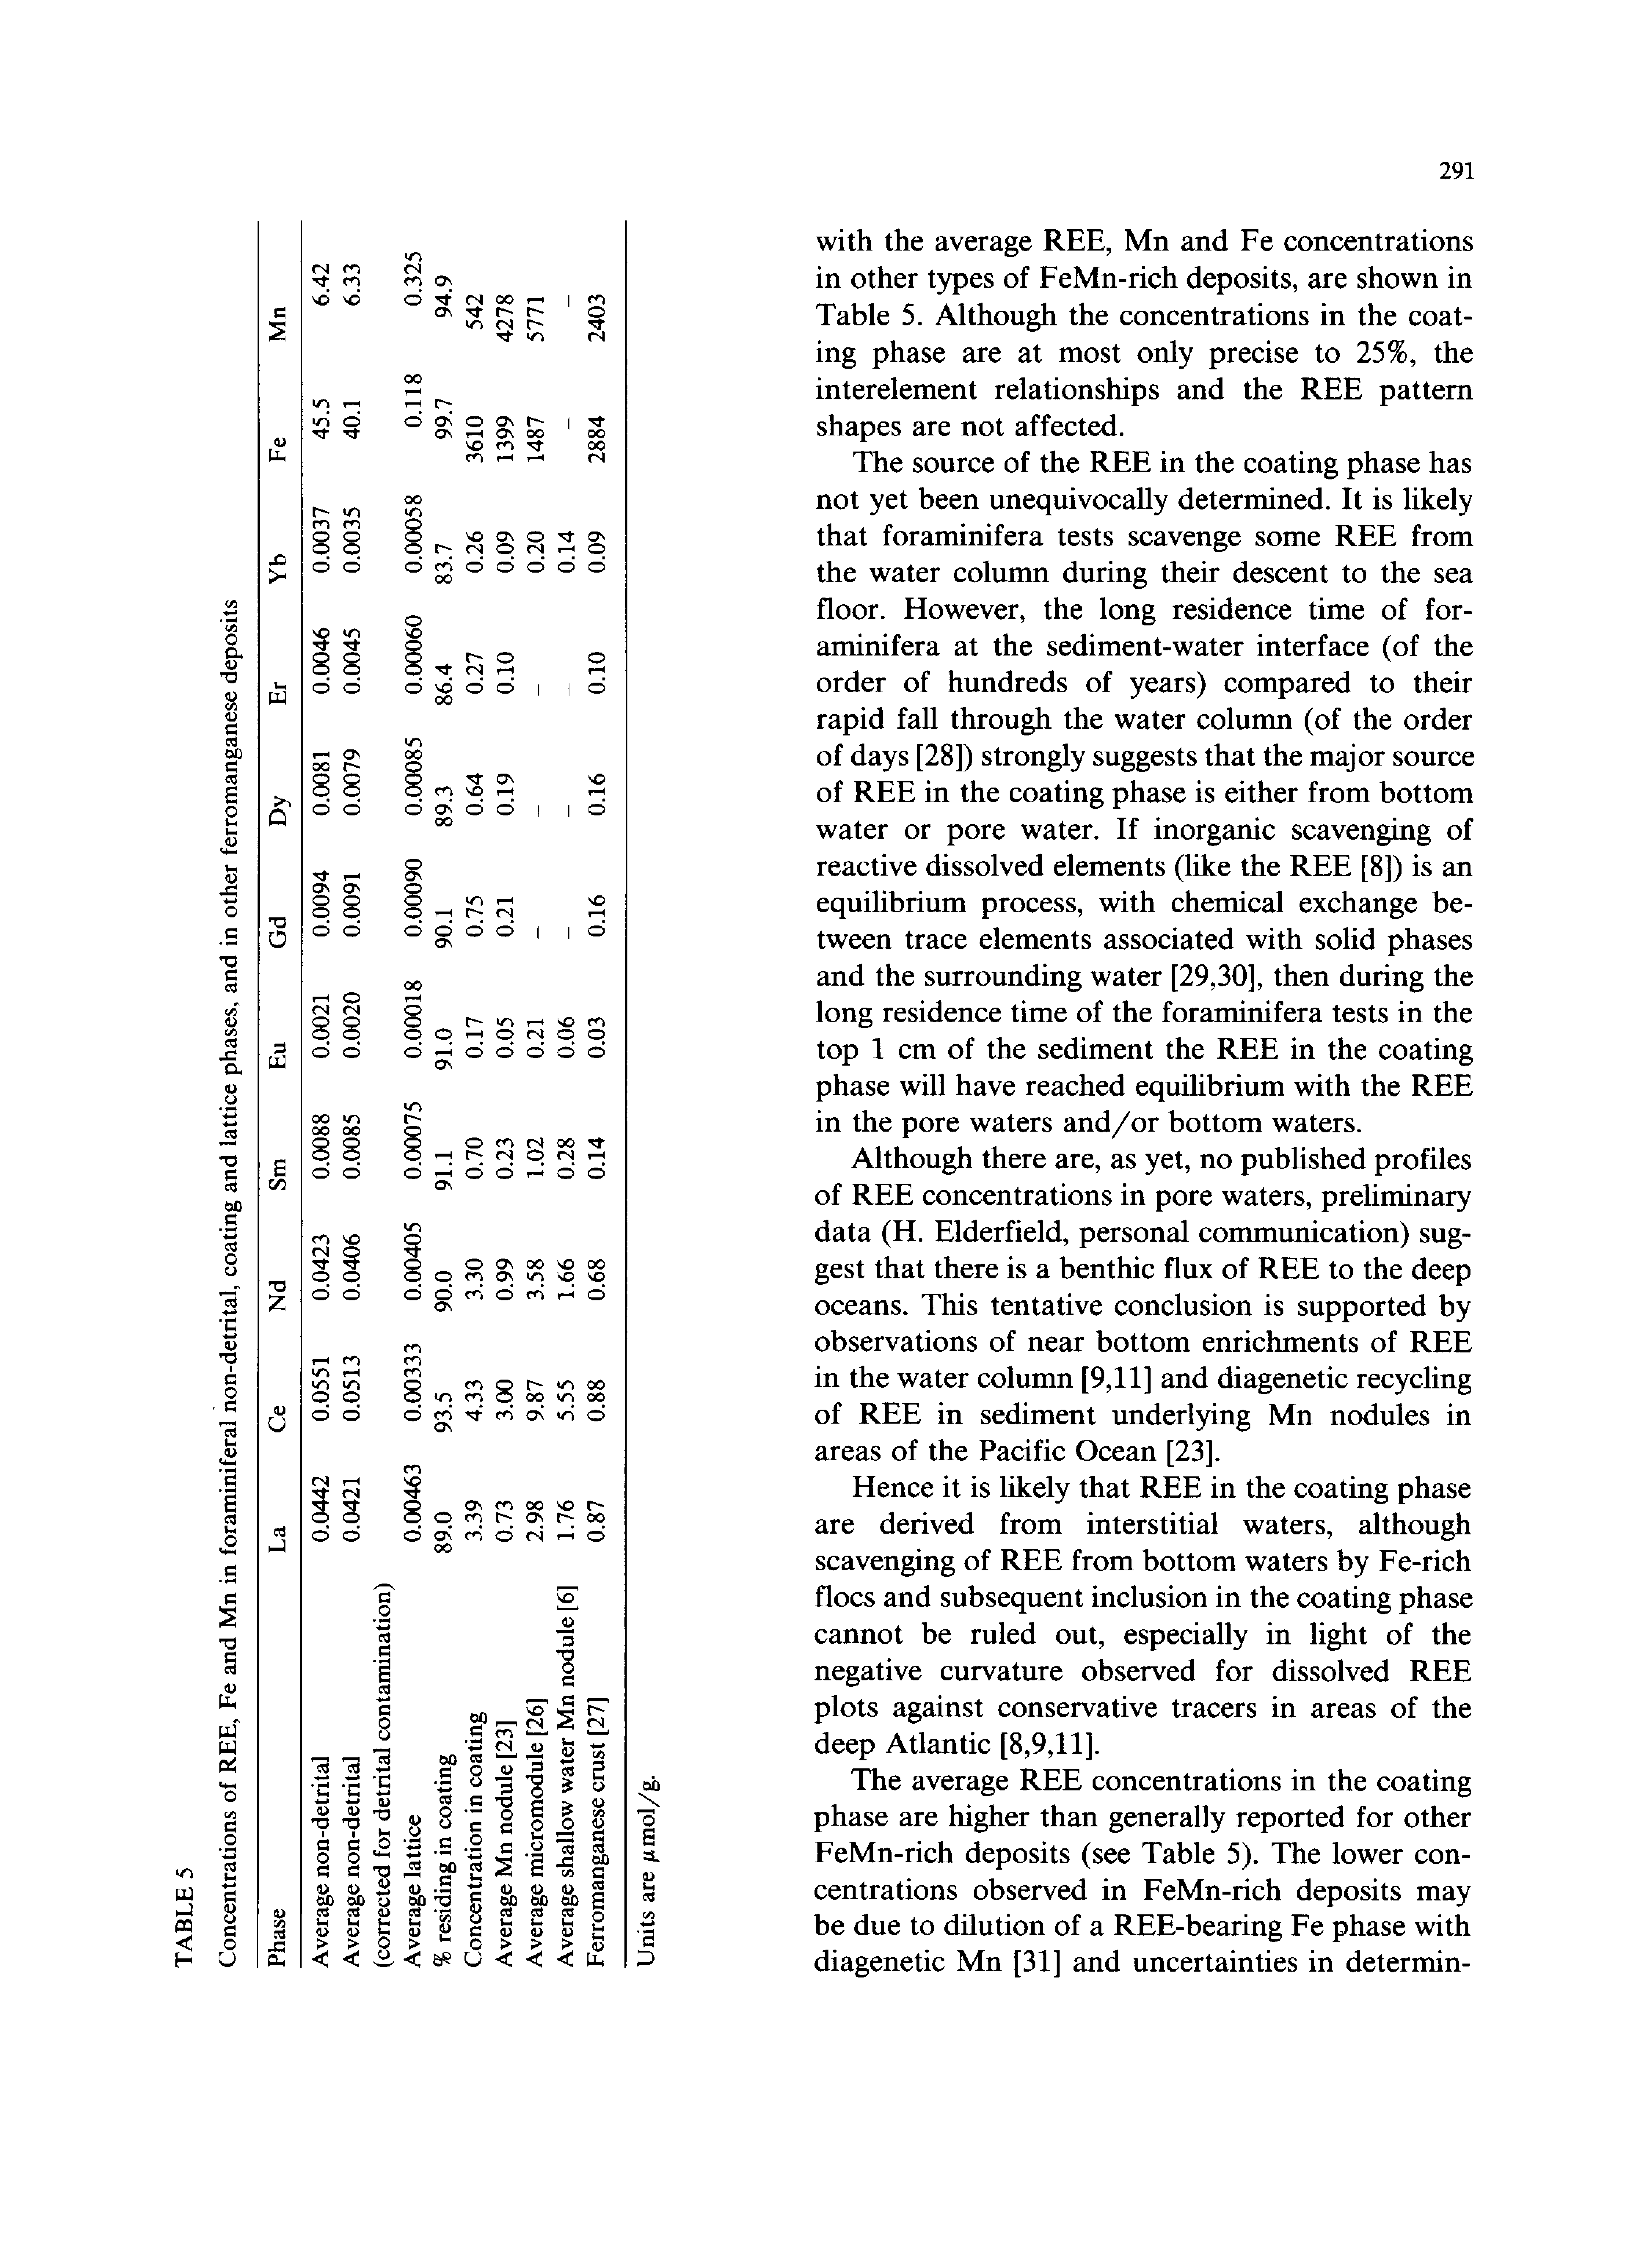 291
TABLE 5
Concentrations of REE, Fe and Mn in foraminiferal non-detrital, coating and lattice phases, and in other ferromanganese deposits
Phase La Ce Nd Sm Eu Gd Dy Er Yb Fe Mn
Average non-detrital 0.0442 0.0551 0.0423 0.0088 0.0021 0.0094 0.0081 0.0046 0.0037 45.5 6.42
Average non-detrital 0.0421 0.0513 0.0406 0.0085 0.0020 0.0091 0.0079 0.0045 0.0035 40.1 6.33
(corrected for detrital contamination)
Average lattice 0.00463 0.00333 0.00405 0.00075 0.00018 0.00090 0.00085 0.00060 0.00058 0.118 0.325
% residing in coating 89.0 93.5 90.0 91.1 91.0 90.1 89.3 86.4 83.7 99.7 94.9
Concentration in coating 3.39 4.33 3.30 0.70 0.17 0.75 0.64 0.27 0.26 3610 542
Average Mn nodule [23] 0.73 3.00 0.99 0.23 0.05 0.21 0.19 0.10 0.09 1399 4278
Average micromodule [26] 2.98 9.87 3.58 1.02 0.21 – – – 0.20 1487 5771
Average shallow water Mn nodule [6] 1.76 5.55 1.66 0.28 0.06 – – – 0.14 – –
Ferromanganese crust [27] 0.87 0.88 0.68 0.14 0.03 0.16 0.16 0.10 0.09 2884 2403
Units are μmol/g.
with the average REE, Mn and Fe concentrations
in other types of FeMn-rich deposits, are shown in
Table 5. Although the concentrations in the coat-
ing phase are at most only precise to 25%, the
interelement relationships and the REE pattern
shapes are not affected.
The source of the REE in the coating phase has
not yet been unequivocally determined. It is likely
that foraminifera tests scavenge some REE from
the water column during their descent to the sea
floor. However, the long residence time of for-
aminifera at the sediment-water interface (of the
order of hundreds of years) compared to their
rapid fall through the water column (of the order
of days [28]) strongly suggests that the major source
of REE in the coating phase is either from bottom
water or pore water. If inorganic scavenging of
reactive dissolved elements (like the REE [8]) is an
equilibrium process, with chemical exchange be-
tween trace elements associated with solid phases
and the surrounding water [29,30], then during the
long residence time of the foraminifera tests in the
top 1 cm of the sediment the REE in the coating
phase will have reached equilibrium with the REE
in the pore waters and/or bottom waters.
Although there are, as yet, no published profiles
of REE concentrations in pore waters, preliminary
data (H. Elderfield, personal communication) sug-
gest that there is a benthic flux of REE to the deep
oceans. This tentative conclusion is supported by
observations of near bottom enrichments of REE
in the water column [9,11] and diagenetic recycling
of REE in sediment underlying Mn nodules in
areas of the Pacific Ocean [23].
Hence it is likely that REE in the coating phase
are derived from interstitial waters, although
scavenging of REE from bottom waters by Fe-rich
flocs and subsequent inclusion in the coating phase
cannot be ruled out, especially in light of the
negative curvature observed for dissolved REE
plots against conservative tracers in areas of the
deep Atlantic [8,9,11].
The average REE concentrations in the coating
phase are higher than generally reported for other
FeMn-rich deposits (see Table 5). The lower con-
centrations observed in FeMn-rich deposits may
be due to dilution of a REE-bearing Fe phase with
diagenetic Mn [31] and uncertainties in determin-